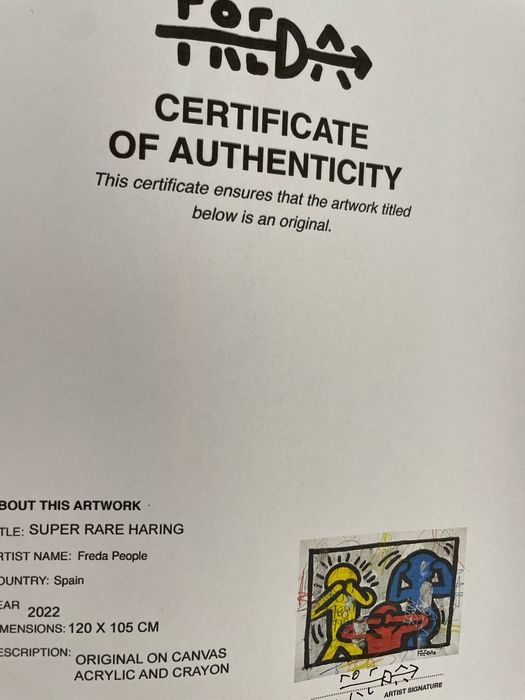 CERTIFICATE
OF AUTHENTICITY
This certificate ensures that the artwork titled
below is an original.
BOUT THIS ARTWORK
TLE: SUPER RARE HARING
RTIST NAME: Freda People
OUNTRY: Spain
EAR 2022
MENSIONS: 120 X 105 CM
ESCRIPTION: ORIGINAL ON CANVAS
ACRYLIC AND CRAYON
ARTIST SIGNATURE